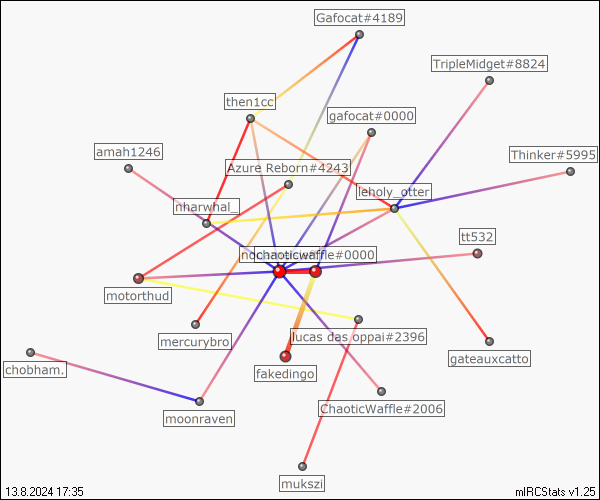 Gafocat#4189
TripleMidget#8824
then1cc
gafocat#0000
amah1246
Thinker#5995
Azure Reborn#4243
leholy_otter
nharwhal_
tt532
chaoticwaffle#0000
motorthud
mercurybro
lucas das oppai#2396
chobham.
gateauxcatto
fakedingo
ChaoticWaffle#2006
moonraven
mukszi
13.8.2024 17:35
mIRCStats v1.25